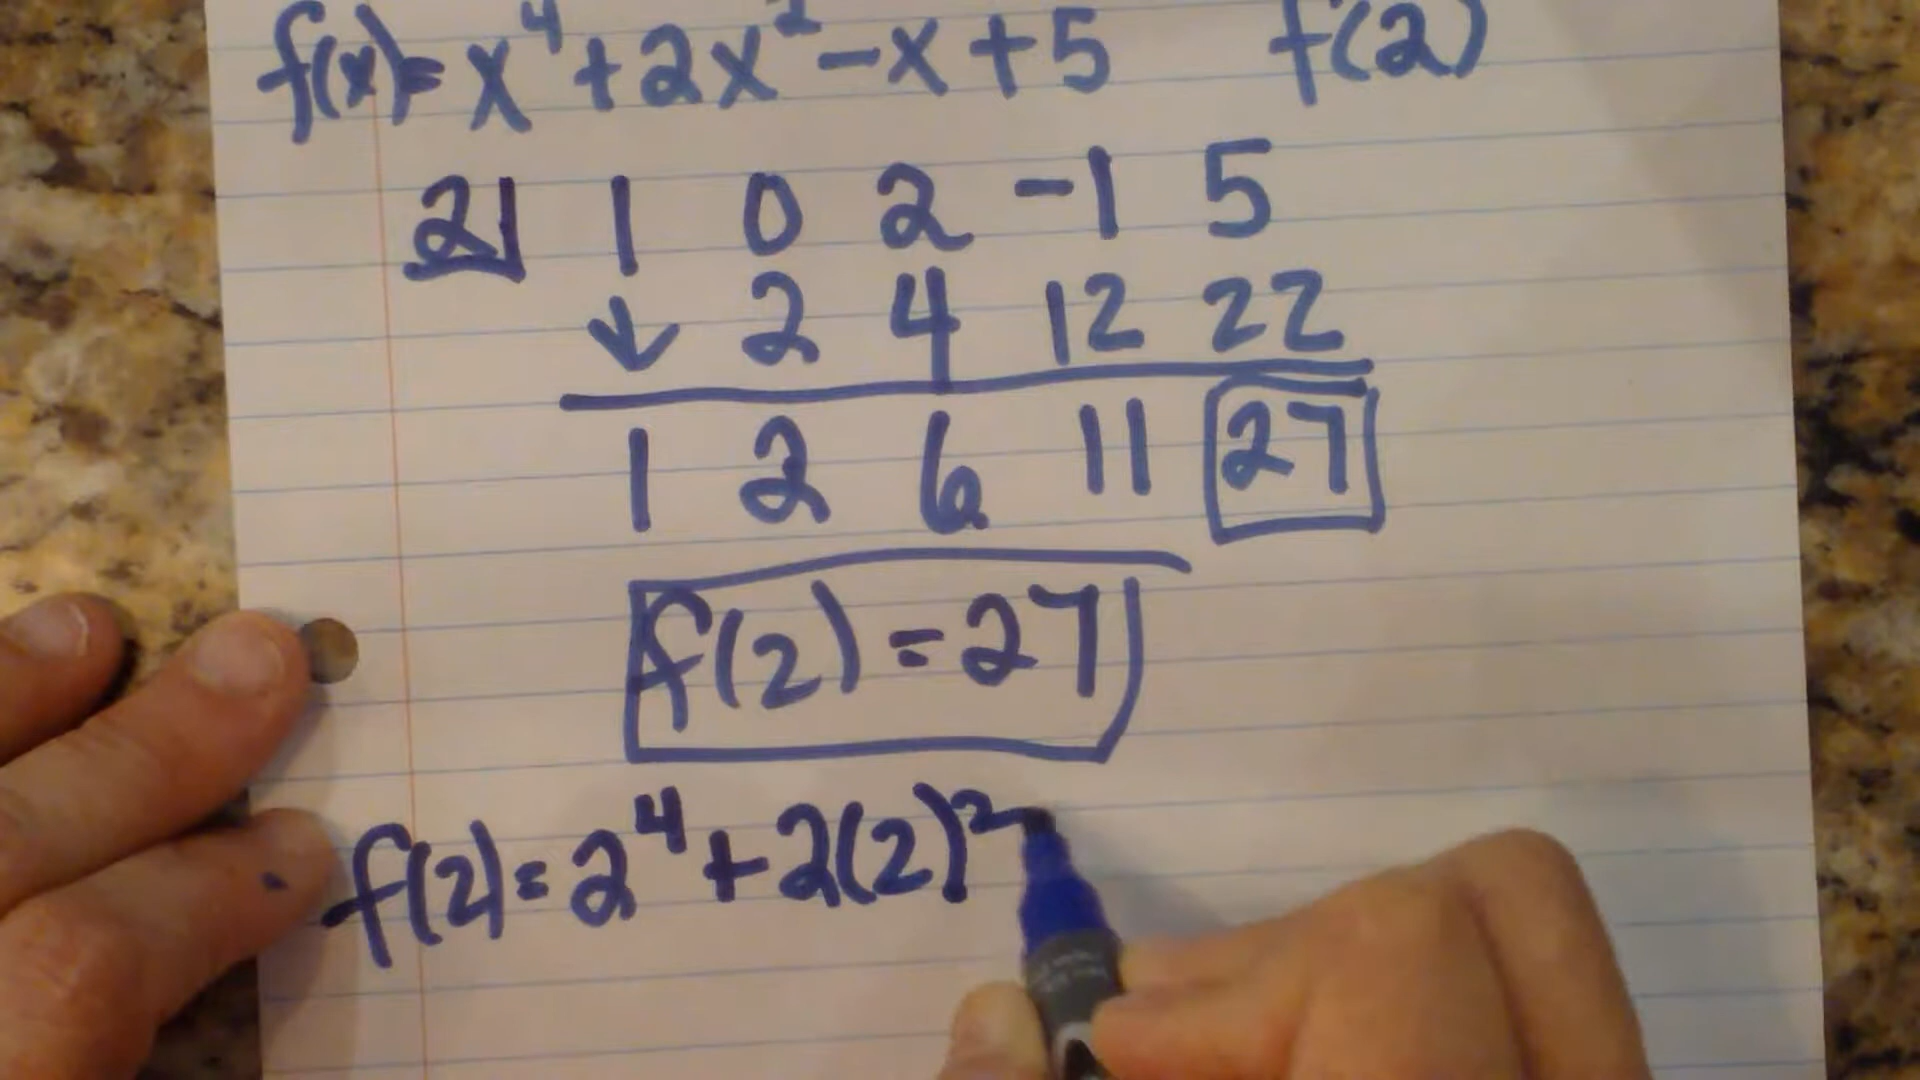 f(x)= x⁴+2x²-x+5 f(2)
2| 1 0 2 -1 5
↓ 2 4 12 22
1 2 6 11 27
f(2)=27
f(2)=2⁴+2(2)²